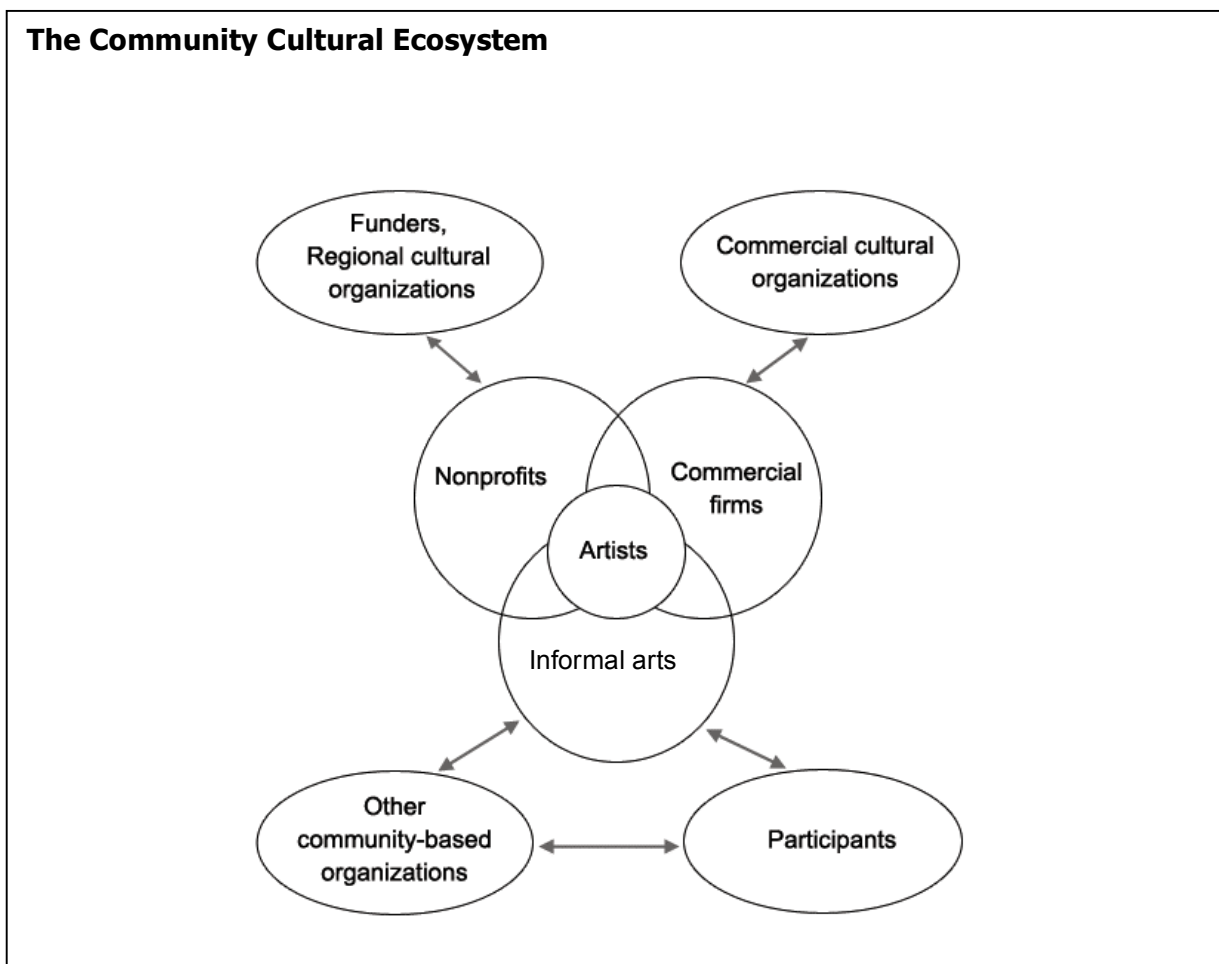 The Community Cultural Ecosystem
Funders,
Regional cultural
organizations
Commercial cultural
organizations
Nonprofits
Commercial
firms
Artists
Informal arts
Other
community-based
organizations
Participants